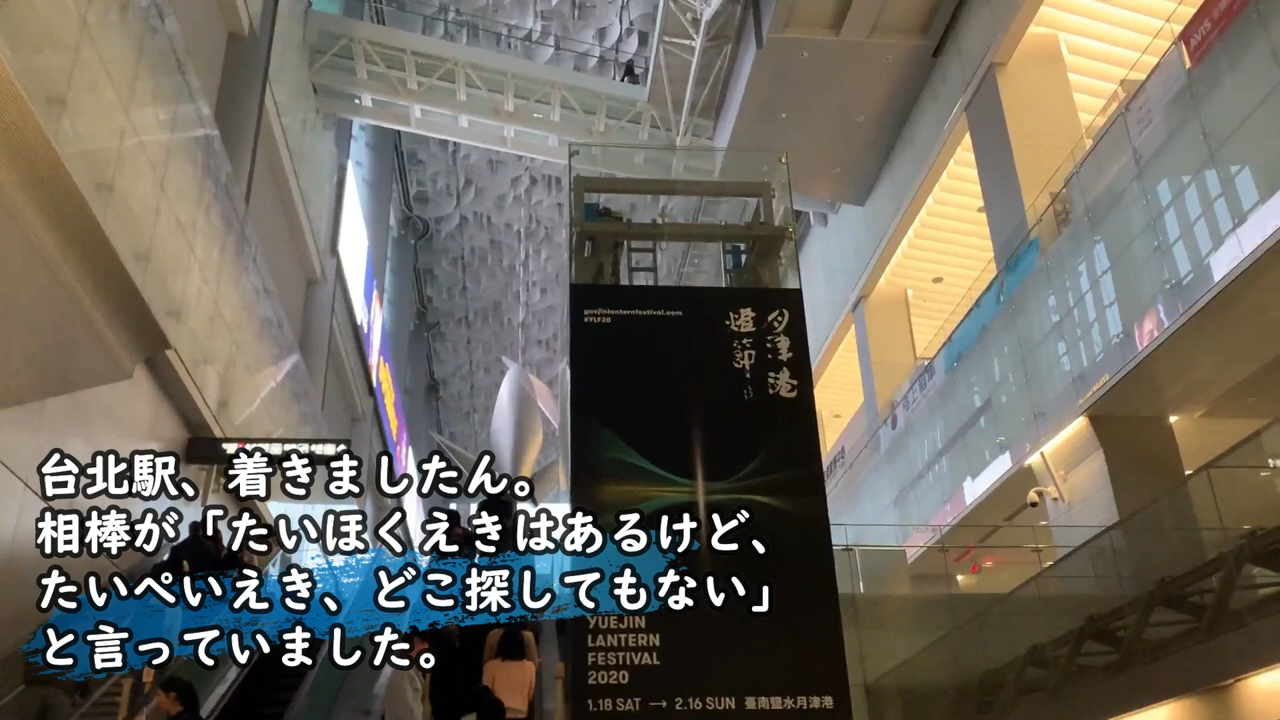 AVIS
yuejinlanternfestival.com
#YLF20
月津港
燈節
台北駅、着きましたん。
相棒が「たいほくえきはあるけど、
たいぺいえき、どこ探してもない」
と言っていました。
YUEJIN
LANTERN
FESTIVAL
2020
1.18 SAT → 2.16 SUN 臺南鹽水月津港